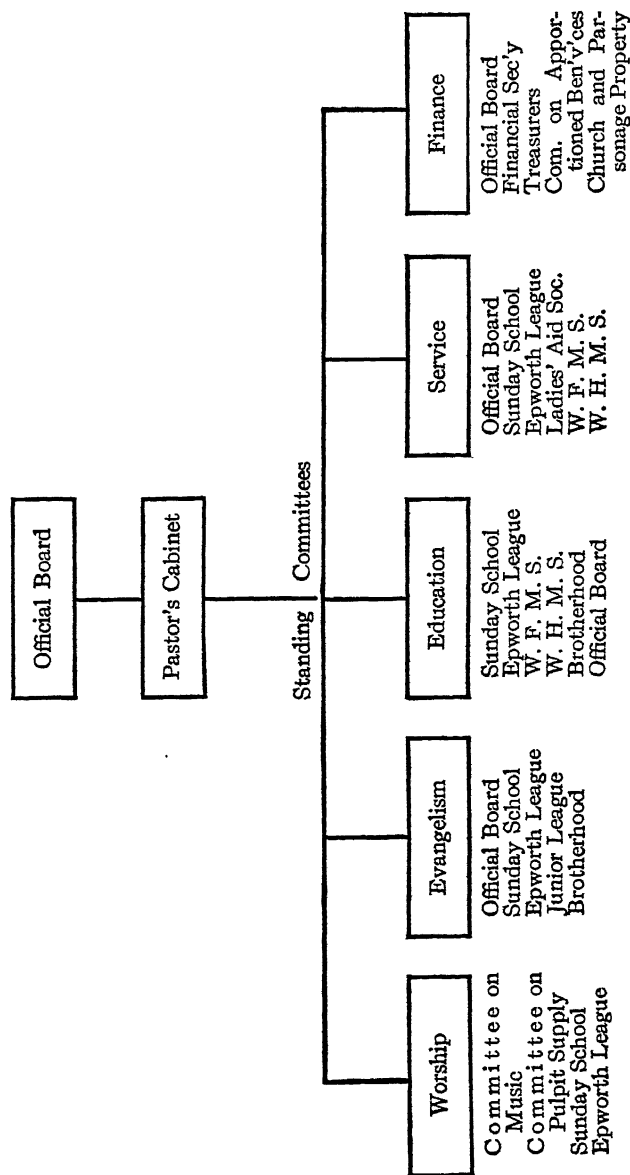 Official Board
Pastor's Cabinet
Standing Committees
Worship
Committee on
Music
Committee on
Pulpit Supply
Sunday School
Epworth League
Evangelism
Official Board
Sunday School
Epworth League
Junior League
Brotherhood
Education
Sunday School
Epworth League
W. F. M. S.
W. H. M. S.
Brotherhood
Official Board
Service
Official Board
Sunday School
Epworth League
Ladies' Aid Soc.
W. F. M. S.
W. H. M. S.
Finance
Official Board
Financial Sec'y
Treasurers
Com. on Appor-
tioned Ben'v'ces
Church and Par-
sonage Property